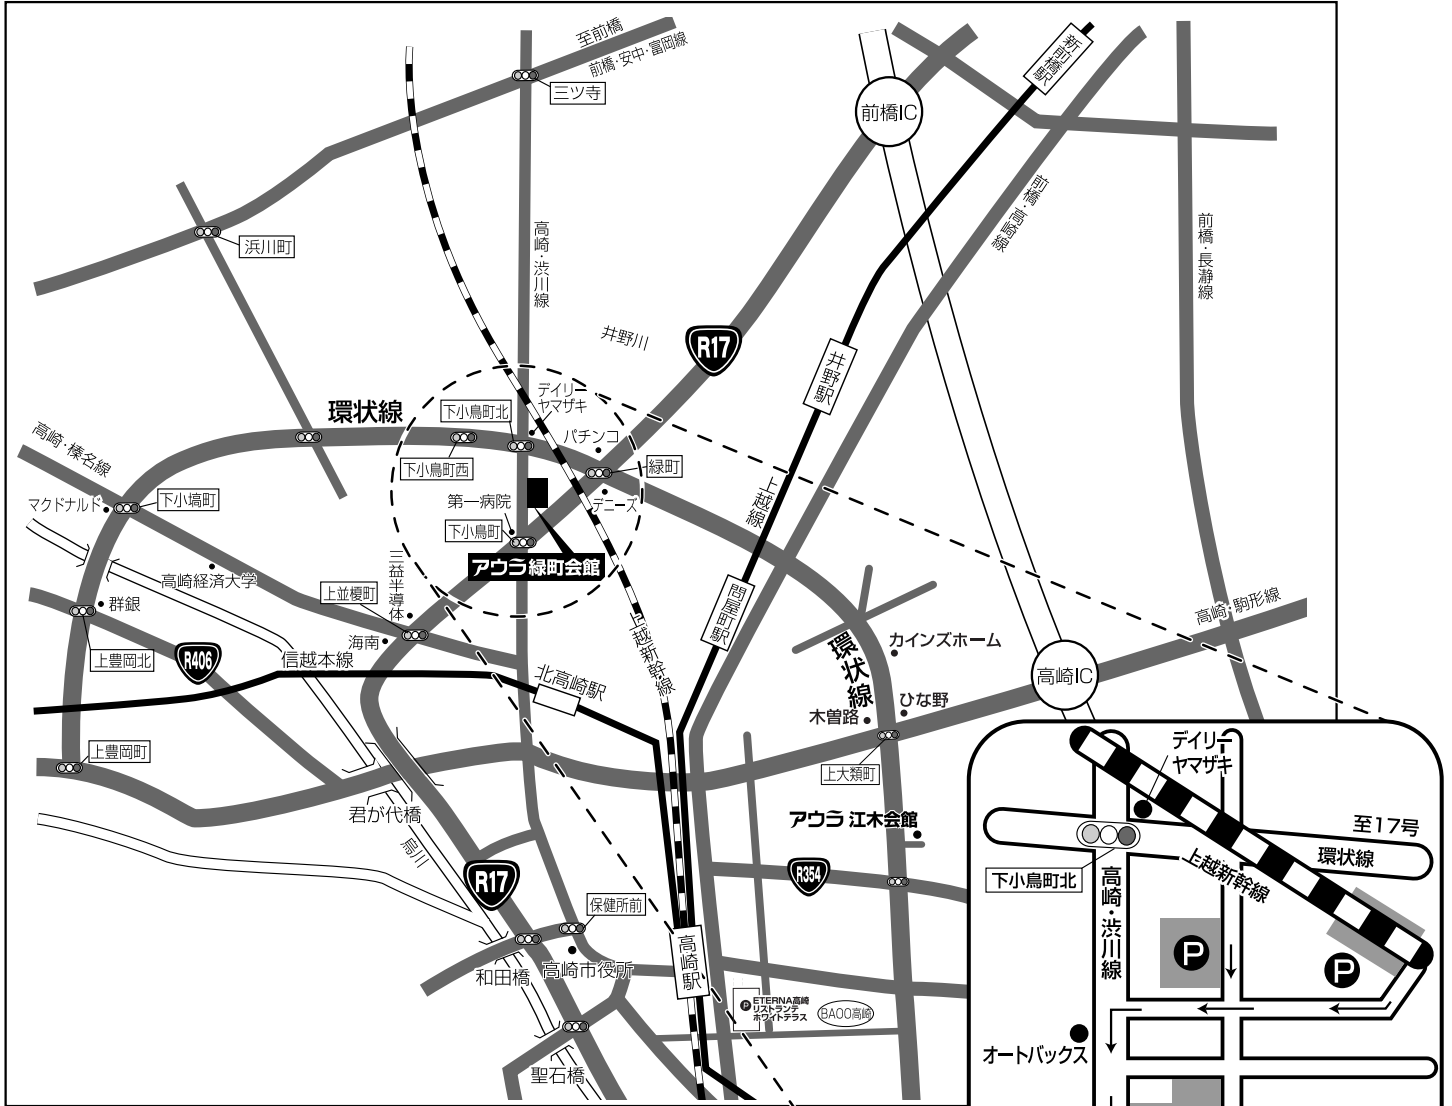 至前橋
前橋・安中・富岡線
三ツ寺
新前橋駅
前橋IC
浜川町
高崎・渋川線
前橋・高崎線
前橋・長瀞線
井野川
R17
井野駅
環状線
デイリー
ヤマザキ
下小鳥町北
パチンコ
高崎・榛名線
下小鳥町西
緑町
マクドナルド
下小塙町
第一病院
デニーズ
上越線
下小鳥町
アウラ緑町会館
高崎経済大学
三益半導体
上並榎町
問屋町駅
群銀
高崎・駒形線
海南
上越新幹線
環状線
カインズホーム
上豊岡北
R406
信越本線
北高崎駅
高崎IC
ひな野
木曽路
上豊岡町
上大類町
デイリー
ヤマザキ
君が代橋
アウラ 江木会館
至17号
環状線
烏川
上越新幹線
R17
R354
下小鳥町北
高崎・渋川線
保健所前
高崎駅
P
和田橋
高崎市役所
P
P
ETERNA高崎
リストランテ
ホワイトテラス
BAOO高崎
オートバックス
聖石橋